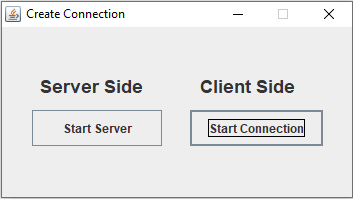 Create Connection
Server Side
Client Side
Start Server
Start Connection